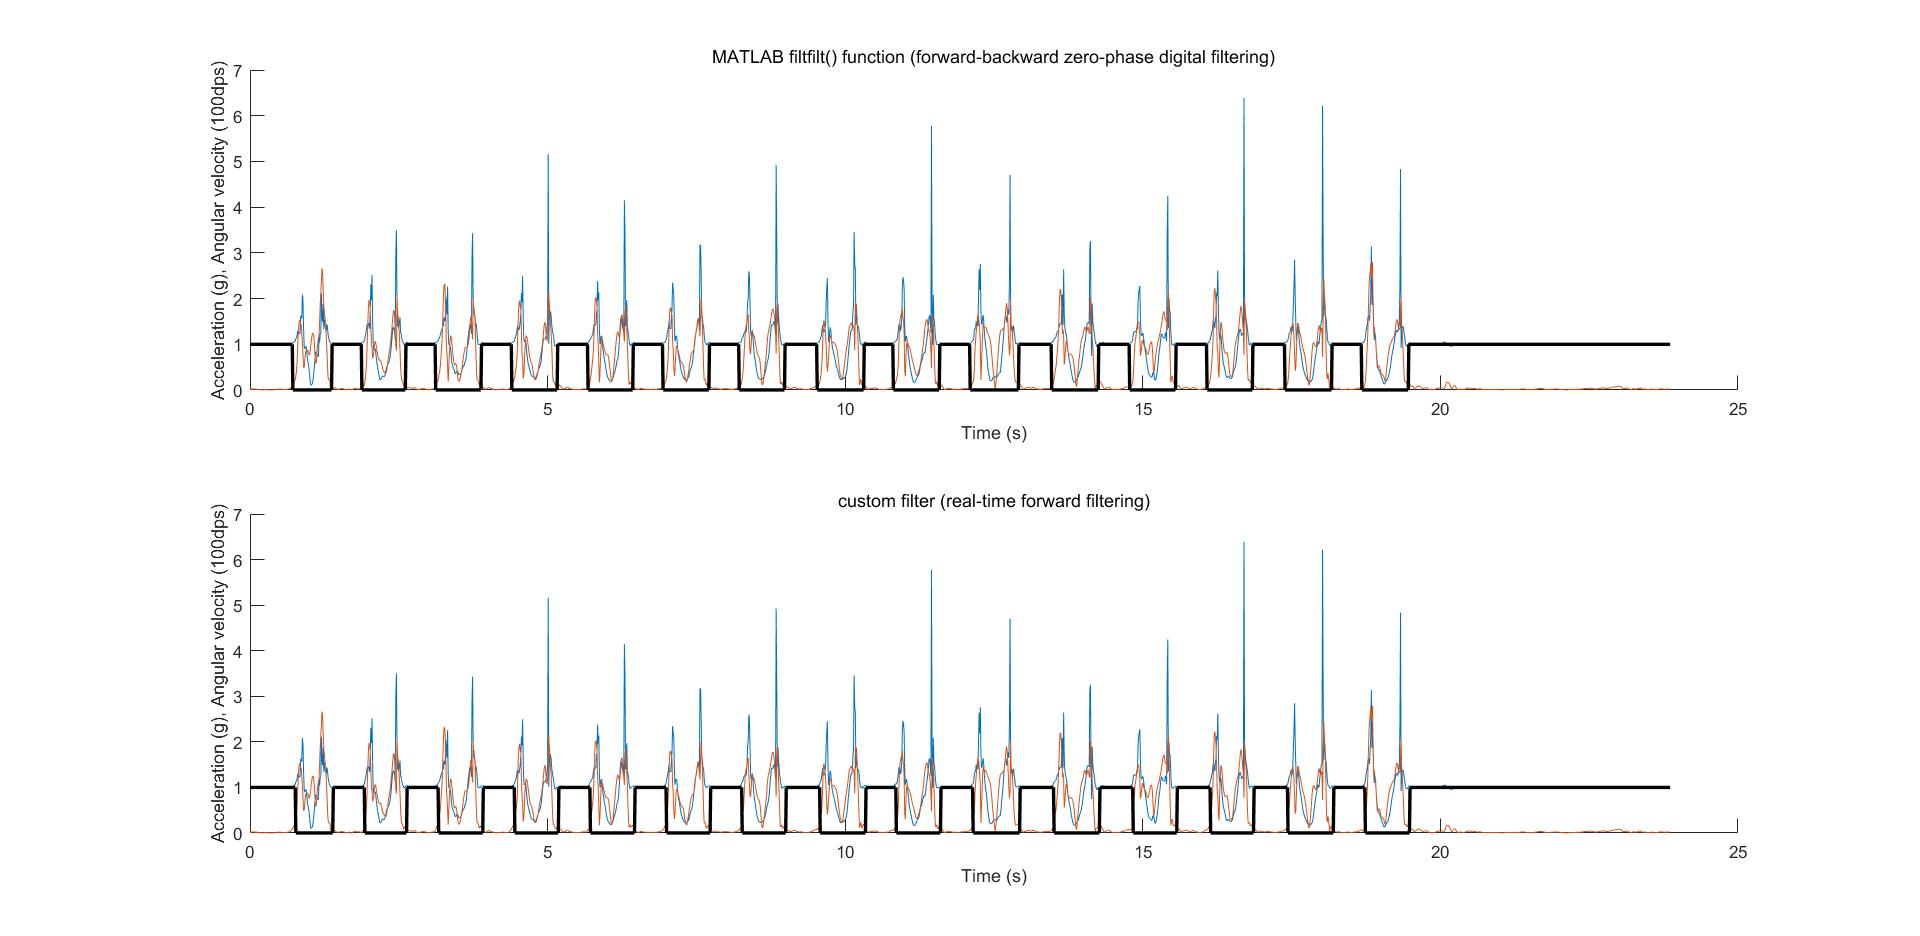 MATLAB filtfilt() function (forward-backward zero-phase digital filtering)
Acceleration (g), Angular velocity (100dps)
7
6
5
4
3
2
1
0
0 5 10 15 20 25
Time (s)
custom filter (real-time forward filtering)
Acceleration (g), Angular velocity (100dps)
7
6
5
4
3
2
1
0
0 5 10 15 20 25
Time (s)